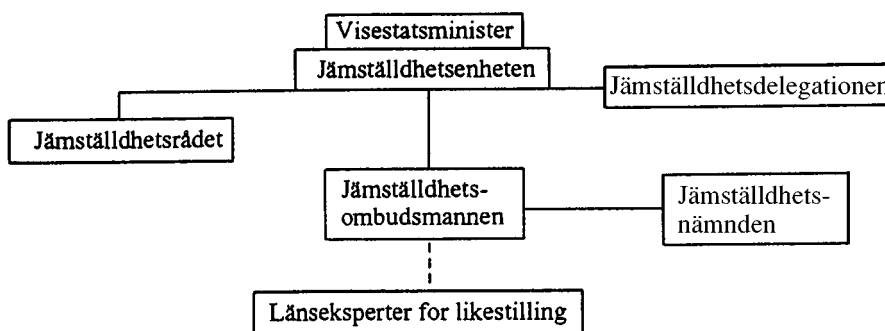 Visestatsminister
Jämställdhetsenheten
Jämställdhetsdelegationen
Jämställdhetsrådet
Jämställdhets-
ombudsmannen
Jämställdhets-
nämnden
Länseksperter for likestilling